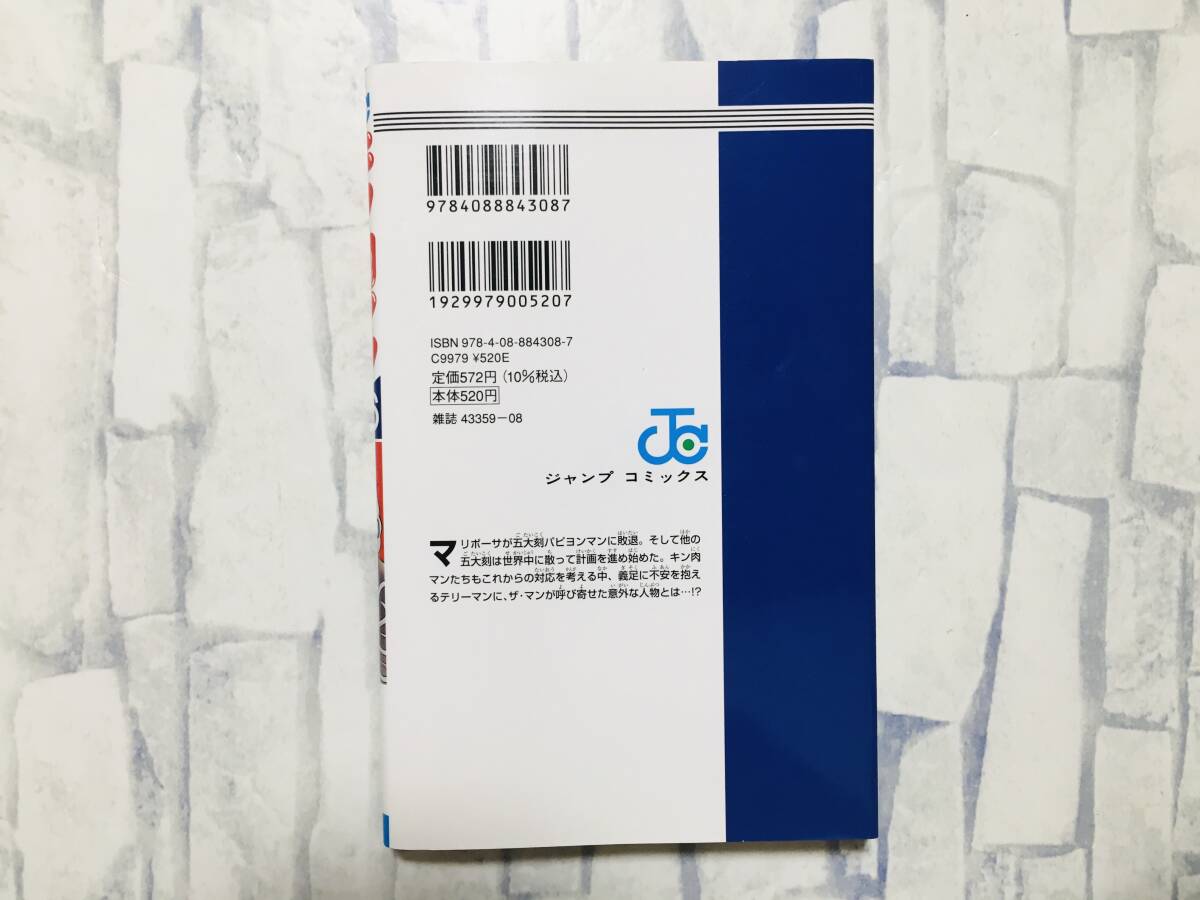 9784088843087
1929979005207
ISBN 978-4-08-884308-7
C9979 ¥520E
定価572円(10%税込)
本体520円
雑誌 43359-08
ジャンプ コミックス
マリポーサが五大刻パピヨンマンに敗退。そして他の
五大刻は世界中に散って計画を進め始めた。キン肉
マンたちもこれからの対応を考える中、義足に不安を抱え
るテリーマンに、ザ・マンが呼び寄せた意外な人物とは…!?